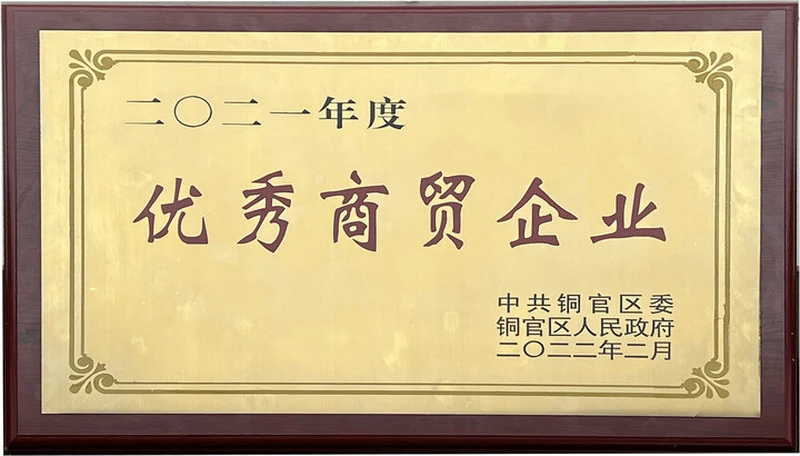 二〇二一年度
优秀商贸企业
中共铜官区委
铜官区人民政府
二〇二二年二月